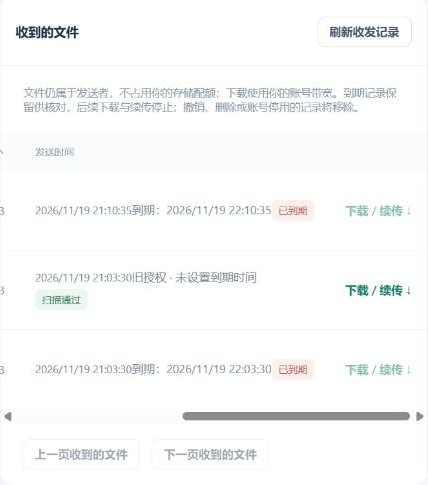 收到的文件
刷新收发记录
文件仍属于发送者，不占用你的存储配额；下载使用你的账号带宽。到期记录保
留供核对，后续下载与续传停止；撤销、删除或账号停用的记录将移除。
发送时间
2026/11/19 21:10:35到期：2026/11/19 22:10:35 已到期 下载 / 续传 ↓
2026/11/19 21:03:30旧授权 - 未设置到期时间
扫描通过
下载 / 续传 ↓
2026/11/19 21:03:30到期：2026/11/19 22:03:30 已到期 下载 / 续传 ↓
上一页收到的文件 下一页收到的文件